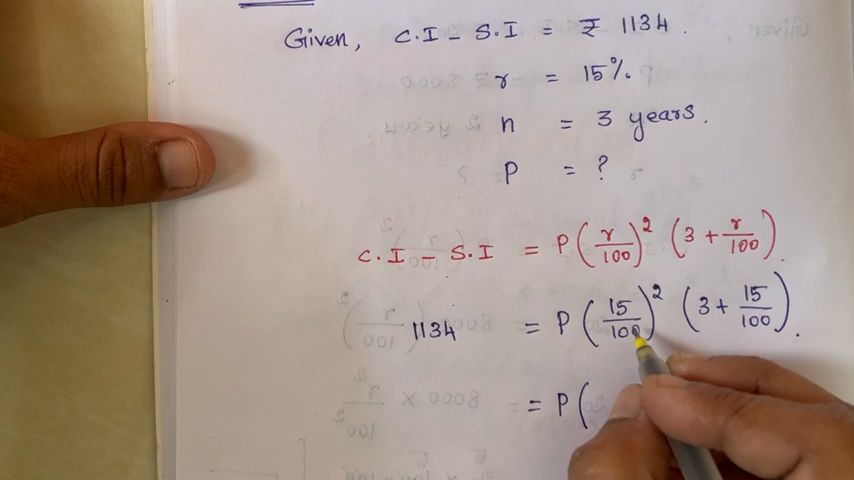 Given, C.I - S.I = ₹ 1134.
r = 15%.
n = 3 years.
P = ?
C.I - S.I = P(r/100)² (3 + r/100).
1134 = P(15/100)² (3 + 15/100).
= P(